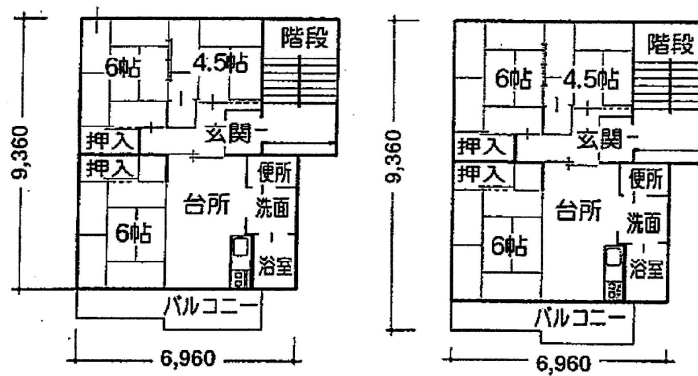 階段
6帖
4.5帖
玄関
押入
押入
便所
台所
洗面
6帖
浴室
バルコニー
9,360
6,960
階段
6帖
4.5帖
玄関
押入
押入
便所
台所
洗面
6帖
浴室
バルコニー
9,360
6,960